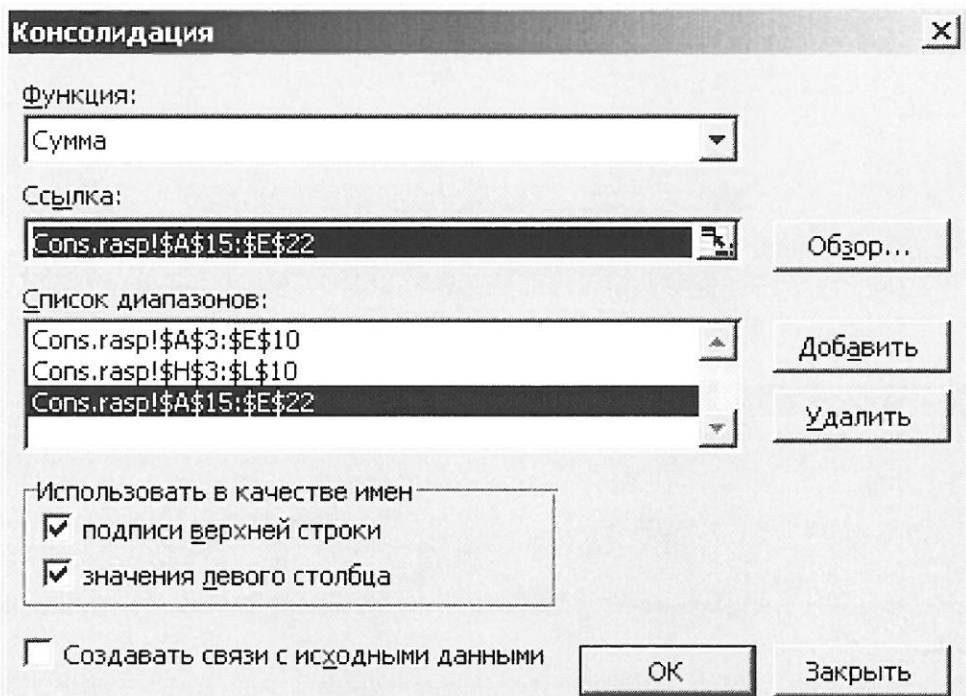 Консолидация
Функция:
Сумма
Ссылка:
Cons.rasp!$A$15:$E$22
Обзор...
Список диапазонов:
Cons.rasp!$A$3:$E$10
Cons.rasp!$H$3:$L$10
Cons.rasp!$A$15:$E$22
Добавить
Удалить
Использовать в качестве имен
подписи верхней строки
значения левого столбца
Создавать связи с исходными данными
ОК
Закрыть